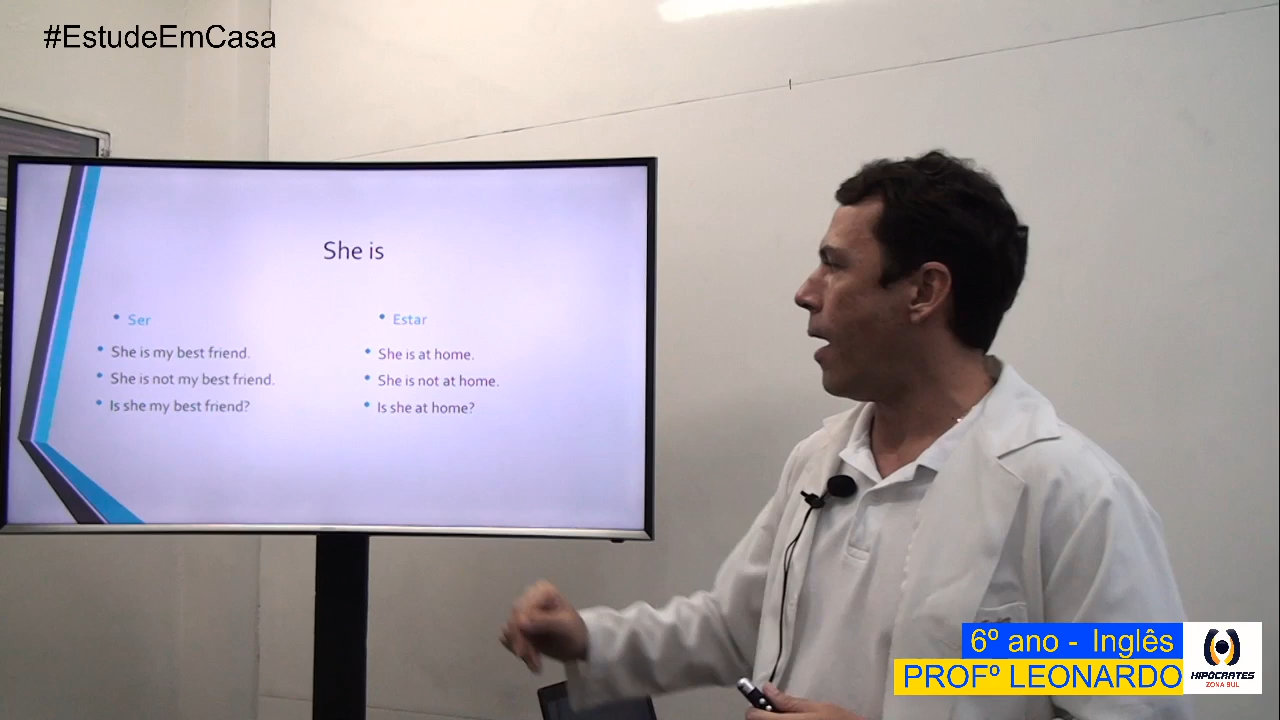 #EstudeEmCasa
She is
• Ser
• She is my best friend.
• She is not my best friend.
• Is she my best friend?
• Estar
• She is at home.
• She is not at home.
• Is she at home?
6º ano - Inglês
PROFº LEONARDO
HIPÓCRATES
ZONA SUL